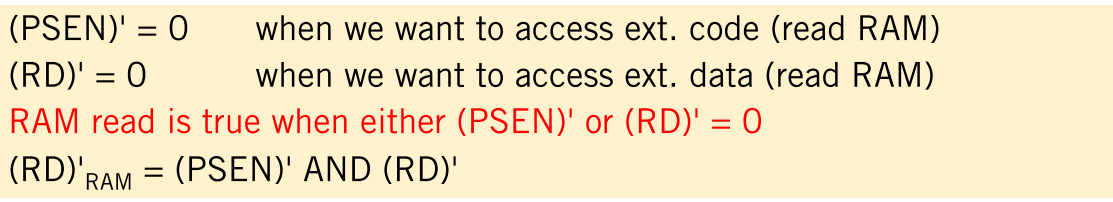 (PSEN)' = 0 when we want to access ext. code (read RAM)
(RD)' = 0 when we want to access ext. data (read RAM)
RAM read is true when either (PSEN)' or (RD)' = 0
(RD)'RAM = (PSEN)' AND (RD)'